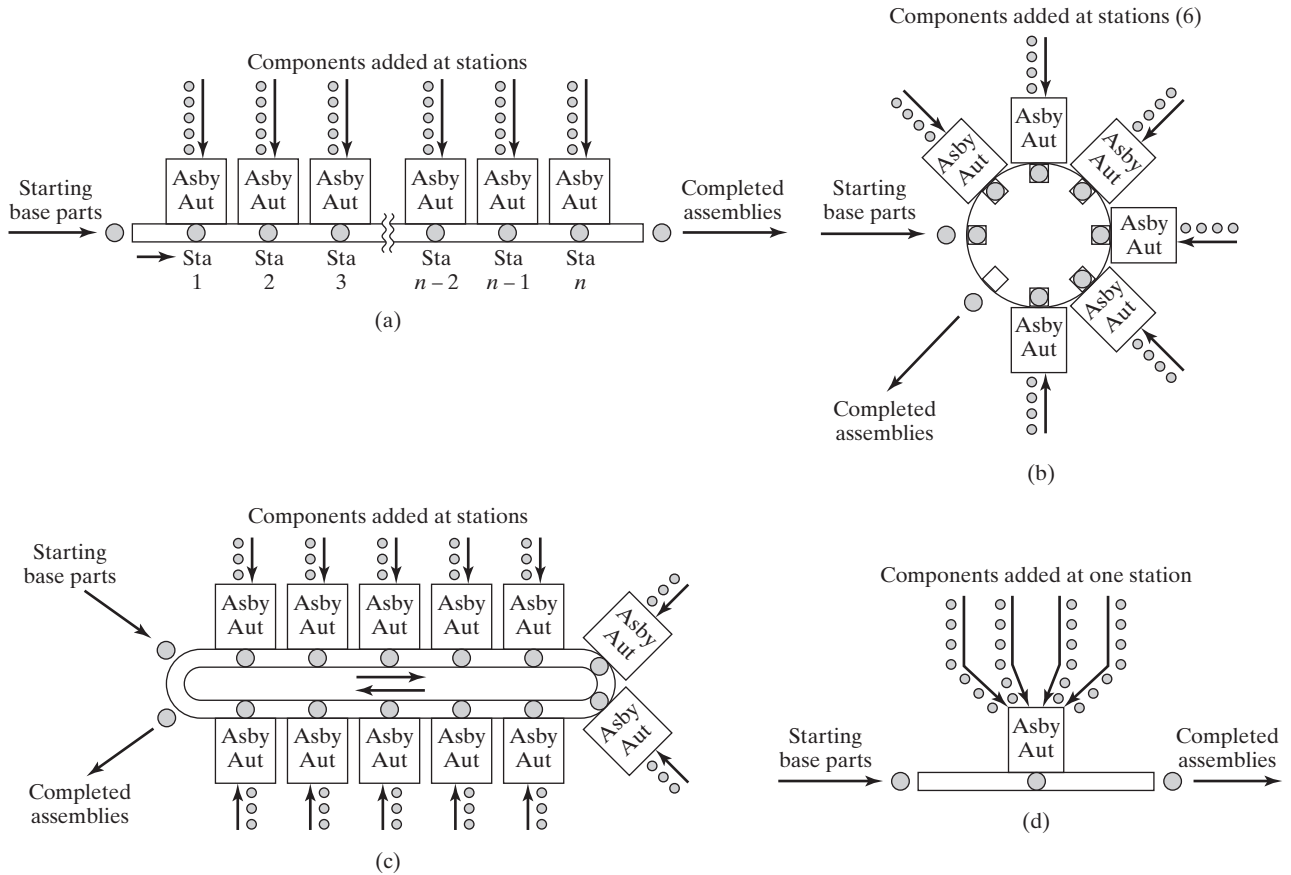 Components added at stations
Asby
Aut
Asby
Aut
Asby
Aut
Asby
Aut
Asby
Aut
Asby
Aut
Starting
base parts
Completed
assemblies
Sta
1
Sta
2
Sta
3
Sta
n – 2
Sta
n – 1
Sta
n
(a)
Components added at stations (6)
Asby
Aut
Asby
Aut
Asby
Aut
Starting
base parts
Asby
Aut
Asby
Aut
Asby
Aut
Completed
assemblies
(b)
Components added at stations
Starting
base parts
Asby
Aut
Asby
Aut
Asby
Aut
Asby
Aut
Asby
Aut
Asby
Aut
Asby
Aut
Asby
Aut
Asby
Aut
Asby
Aut
Asby
Aut
Asby
Aut
Completed
assemblies
(c)
Components added at one station
Asby
Aut
Starting
base parts
Completed
assemblies
(d)